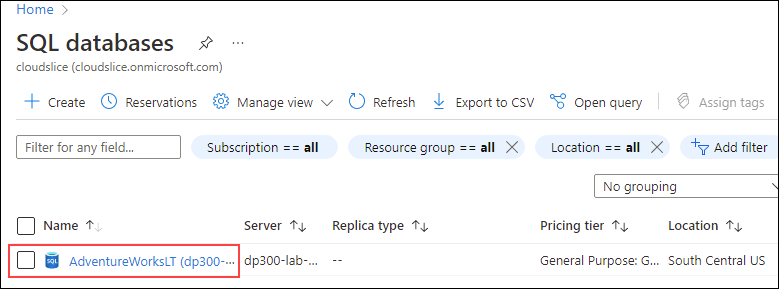 Home
SQL databases
cloudslice (cloudslice.onmicrosoft.com)
Create Reservations Manage view Refresh Export to CSV Open query Assign tags
Filter for any field... Subscription == all Resource group == all Location == all Add filter
No grouping
Name Server Replica type Pricing tier Location
SQL AdventureWorksLT (dp300-... dp300-lab-... -- General Purpose: G... South Central US